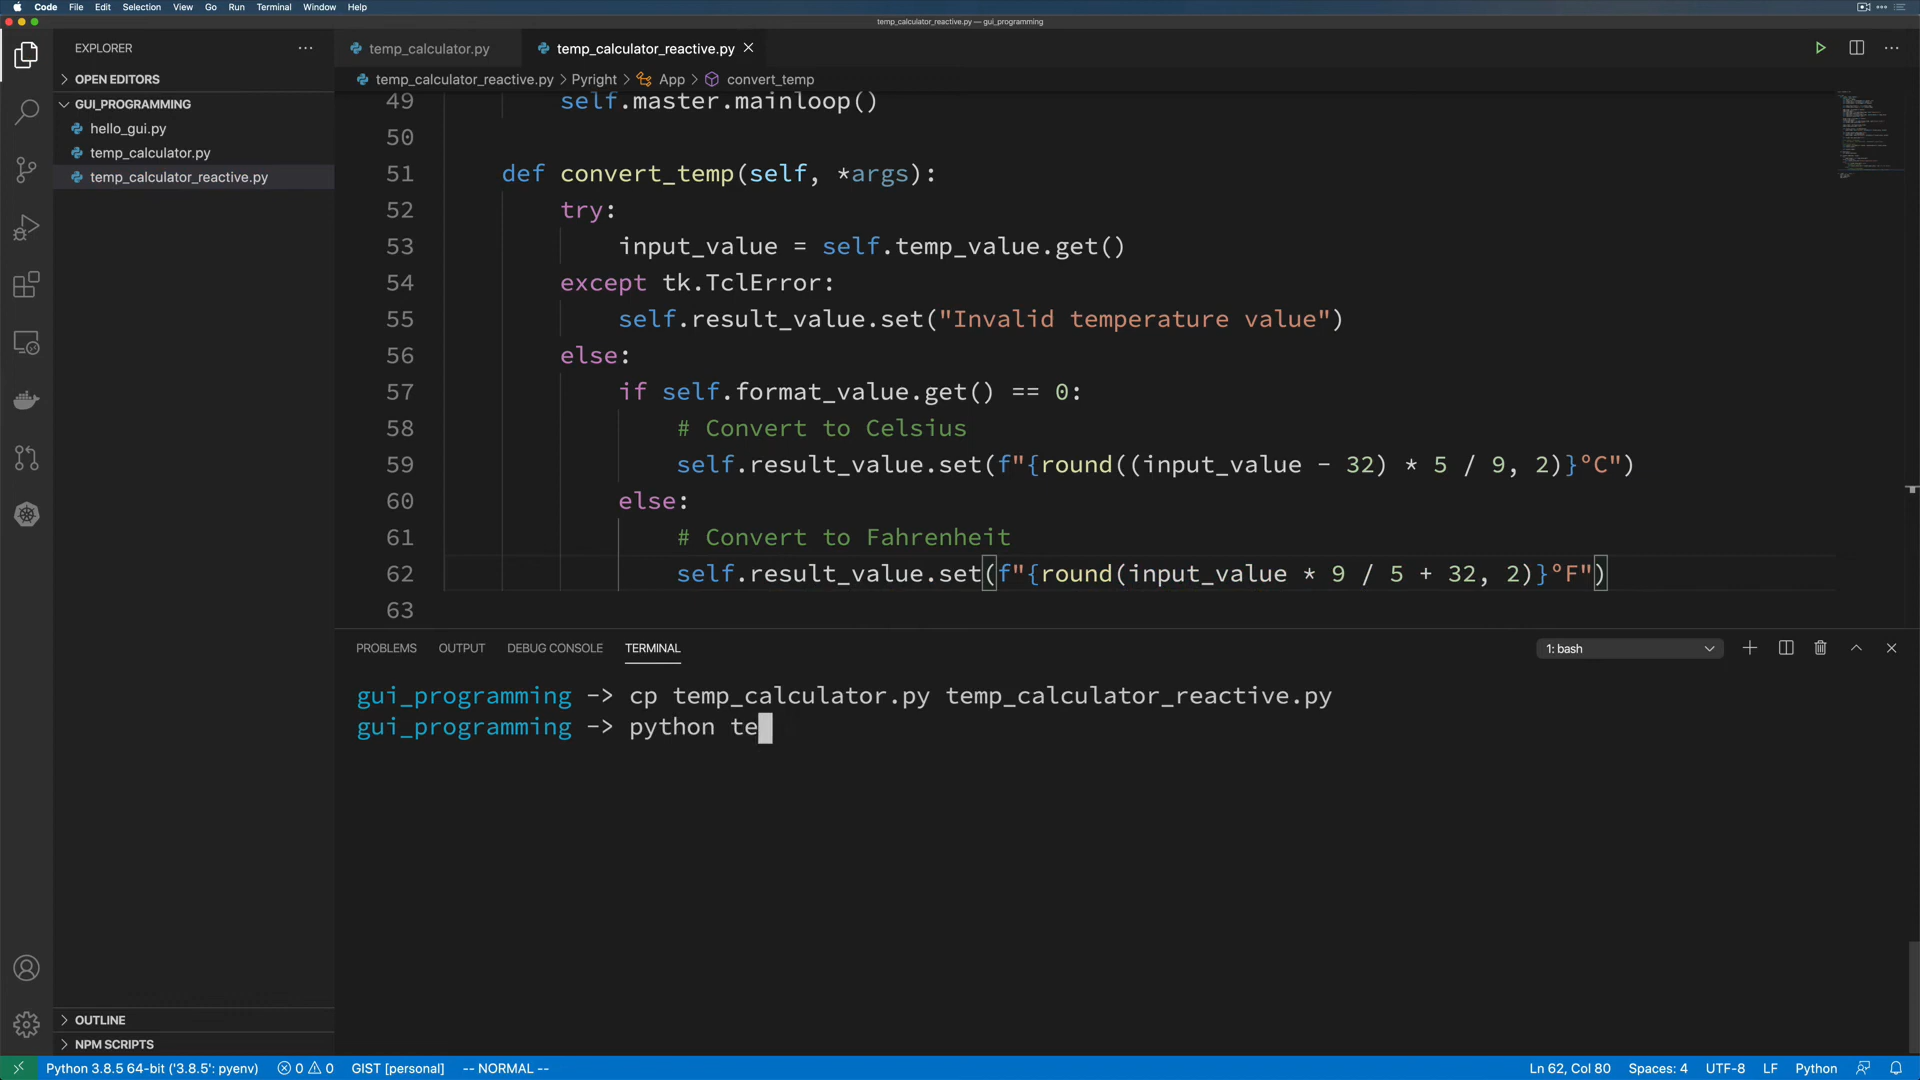 Code File Edit Selection View Go Run Terminal Window Help
temp_calculator_reactive.py — gui_programming
EXPLORER
OPEN EDITORS
GUI_PROGRAMMING
hello_gui.py
temp_calculator.py
temp_calculator_reactive.py
OUTLINE
NPM SCRIPTS
temp_calculator.py temp_calculator_reactive.py
temp_calculator_reactive.py > Pyright > App > convert_temp
49 self.master.mainloop()
50
51 def convert_temp(self, *args):
52 try:
53 input_value = self.temp_value.get()
54 except tk.TclError:
55 self.result_value.set("Invalid temperature value")
56 else:
57 if self.format_value.get() == 0:
58 # Convert to Celsius
59 self.result_value.set(f"{round((input_value - 32) * 5 / 9, 2)}°C")
60 else:
61 # Convert to Fahrenheit
62 self.result_value.set(f"{round(input_value * 9 / 5 + 32, 2)}°F")
63
PROBLEMS OUTPUT DEBUG CONSOLE TERMINAL 1: bash
gui_programming -> cp temp_calculator.py temp_calculator_reactive.py
gui_programming -> python te
Python 3.8.5 64-bit ('3.8.5': pyenv) 0 0 GIST [personal] -- NORMAL -- Ln 62, Col 80 Spaces: 4 UTF-8 LF Python